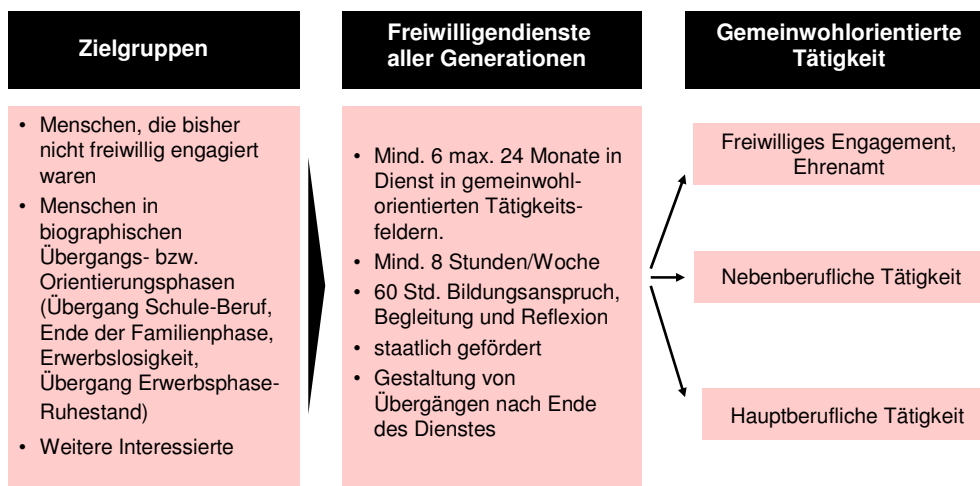 Zielgruppen
• Menschen, die bisher
nicht freiwillig engagiert
waren
• Menschen in
biographischen
Übergangs- bzw.
Orientierungsphasen
(Übergang Schule-Beruf,
Ende der Familienphase,
Erwerbslosigkeit,
Übergang Erwerbsphase-
Ruhestand)
• Weitere Interessierte
Freiwilligendienste
aller Generationen
• Mind. 6 max. 24 Monate in
Dienst in gemeinwohl-
orientierten Tätigkeits-
feldern.
• Mind. 8 Stunden/Woche
• 60 Std. Bildungsanspruch,
Begleitung und Reflexion
• staatlich gefördert
• Gestaltung von
Übergängen nach Ende
des Dienstes
Gemeinwohlorientierte
Tätigkeit
Freiwilliges Engagement,
Ehrenamt
Nebenberufliche Tätigkeit
Hauptberufliche Tätigkeit